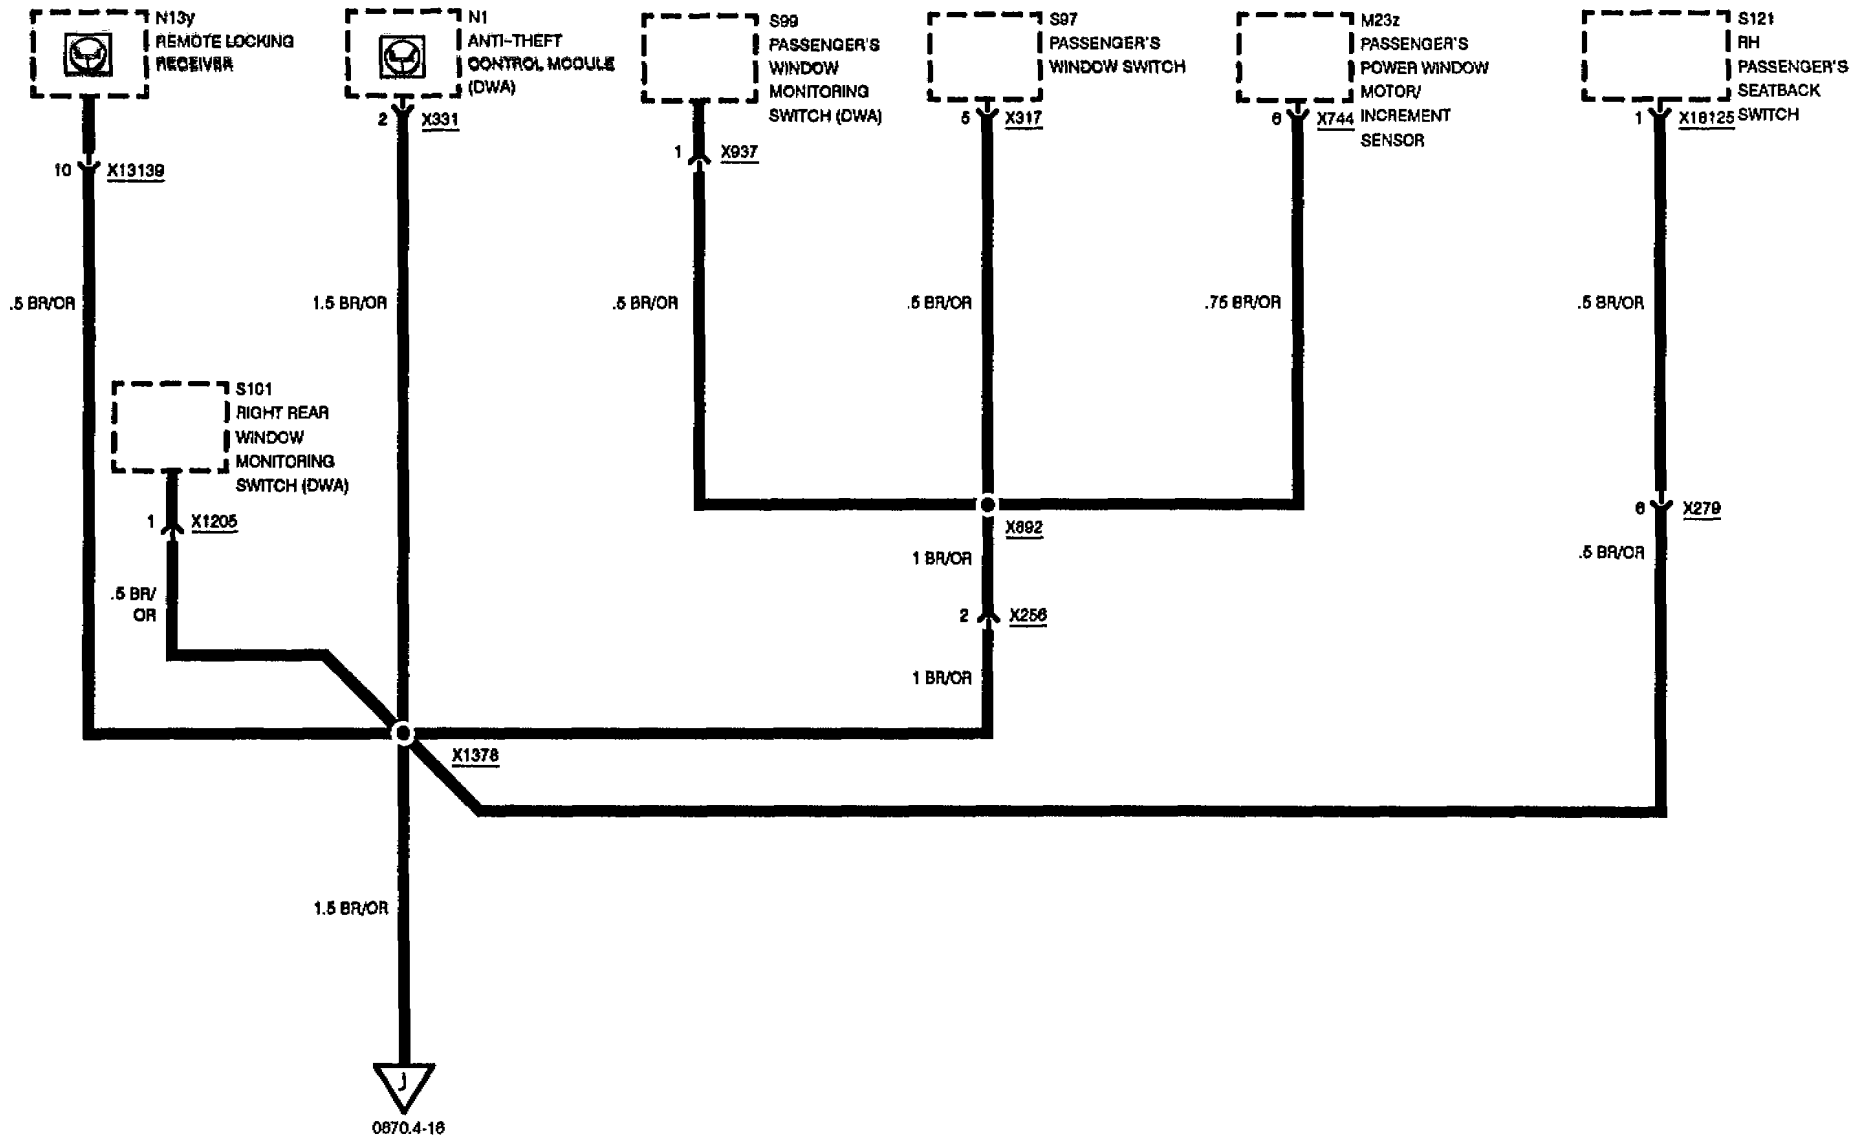 N13y
REMOTE LOCKING
RECEIVER
N1
ANTI-THEFT
CONTROL MODULE
(DWA)
S99
PASSENGER'S
WINDOW
MONITORING
SWITCH (DWA)
S97
PASSENGER'S
WINDOW SWITCH
M23z
PASSENGER'S
POWER WINDOW
MOTOR/
INCREMENT
SENSOR
S121
RH
PASSENGER'S
SEATBACK
SWITCH
2 X331
5 X317
6 X744
1 X18125
1 X937
10 X13139
.5 BR/OR
1.5 BR/OR
.5 BR/OR
.5 BR/OR
.75 BR/OR
.5 BR/OR
S101
RIGHT REAR
WINDOW
MONITORING
SWITCH (DWA)
1 X1205
X892
6 X279
1 BR/OR
.5 BR/OR
.5 BR/
OR
2 X256
1 BR/OR
X1378
1.5 BR/OR
J
0670.4-16